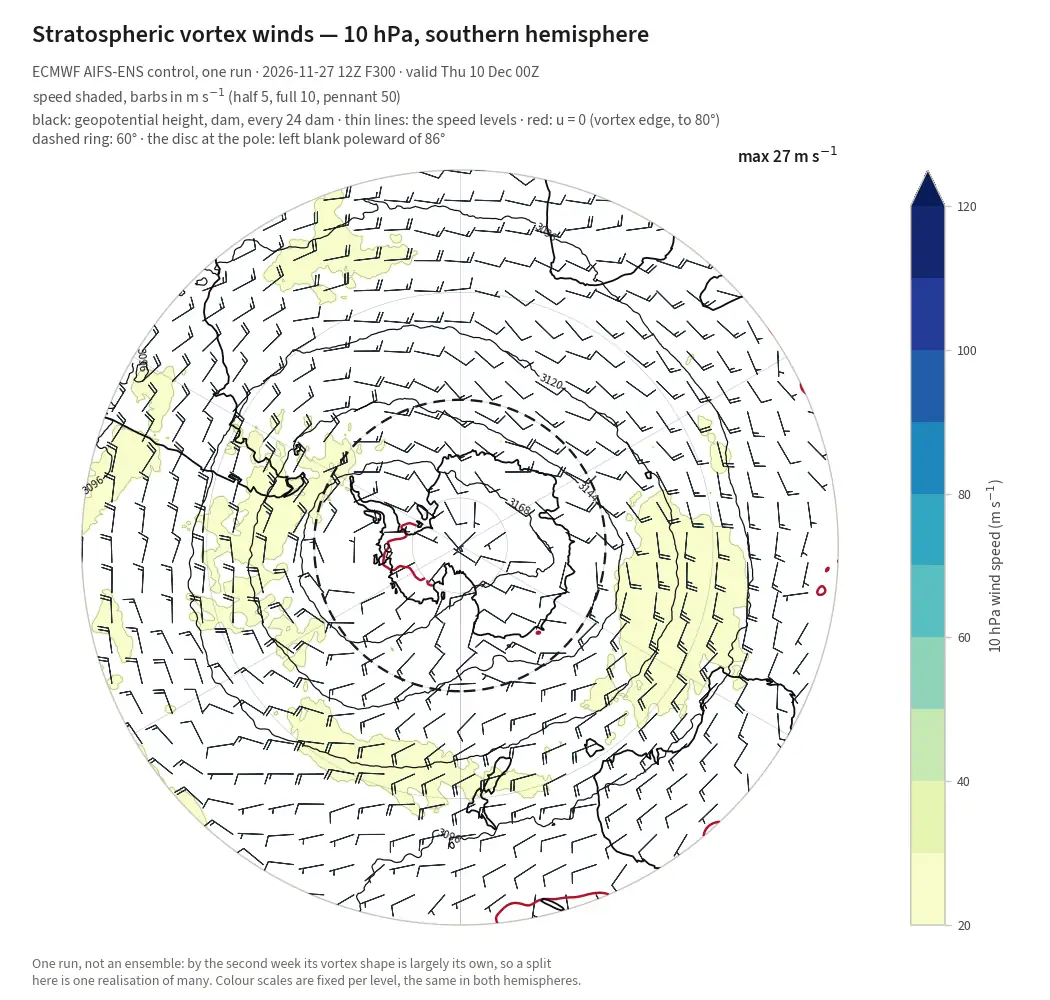 Stratospheric vortex winds — 10 hPa, southern hemisphere
ECMWF AIFS-ENS control, one run · 2026-11-27 12Z F300 · valid Thu 10 Dec 00Z
speed shaded, barbs in m s⁻¹ (half 5, full 10, pennant 50)
black: geopotential height, dam, every 24 dam · thin lines: the speed levels · red: u = 0 (vortex edge, to 80°)
dashed ring: 60° · the disc at the pole: left blank poleward of 86°
max 27 m s⁻¹
120
100
80
60
40
20
10 hPa wind speed (m s⁻¹)
3120
3144
3168
3096
3096
One run, not an ensemble: by the second week its vortex shape is largely its own, so a split
here is one realisation of many. Colour scales are fixed per level, the same in both hemispheres.